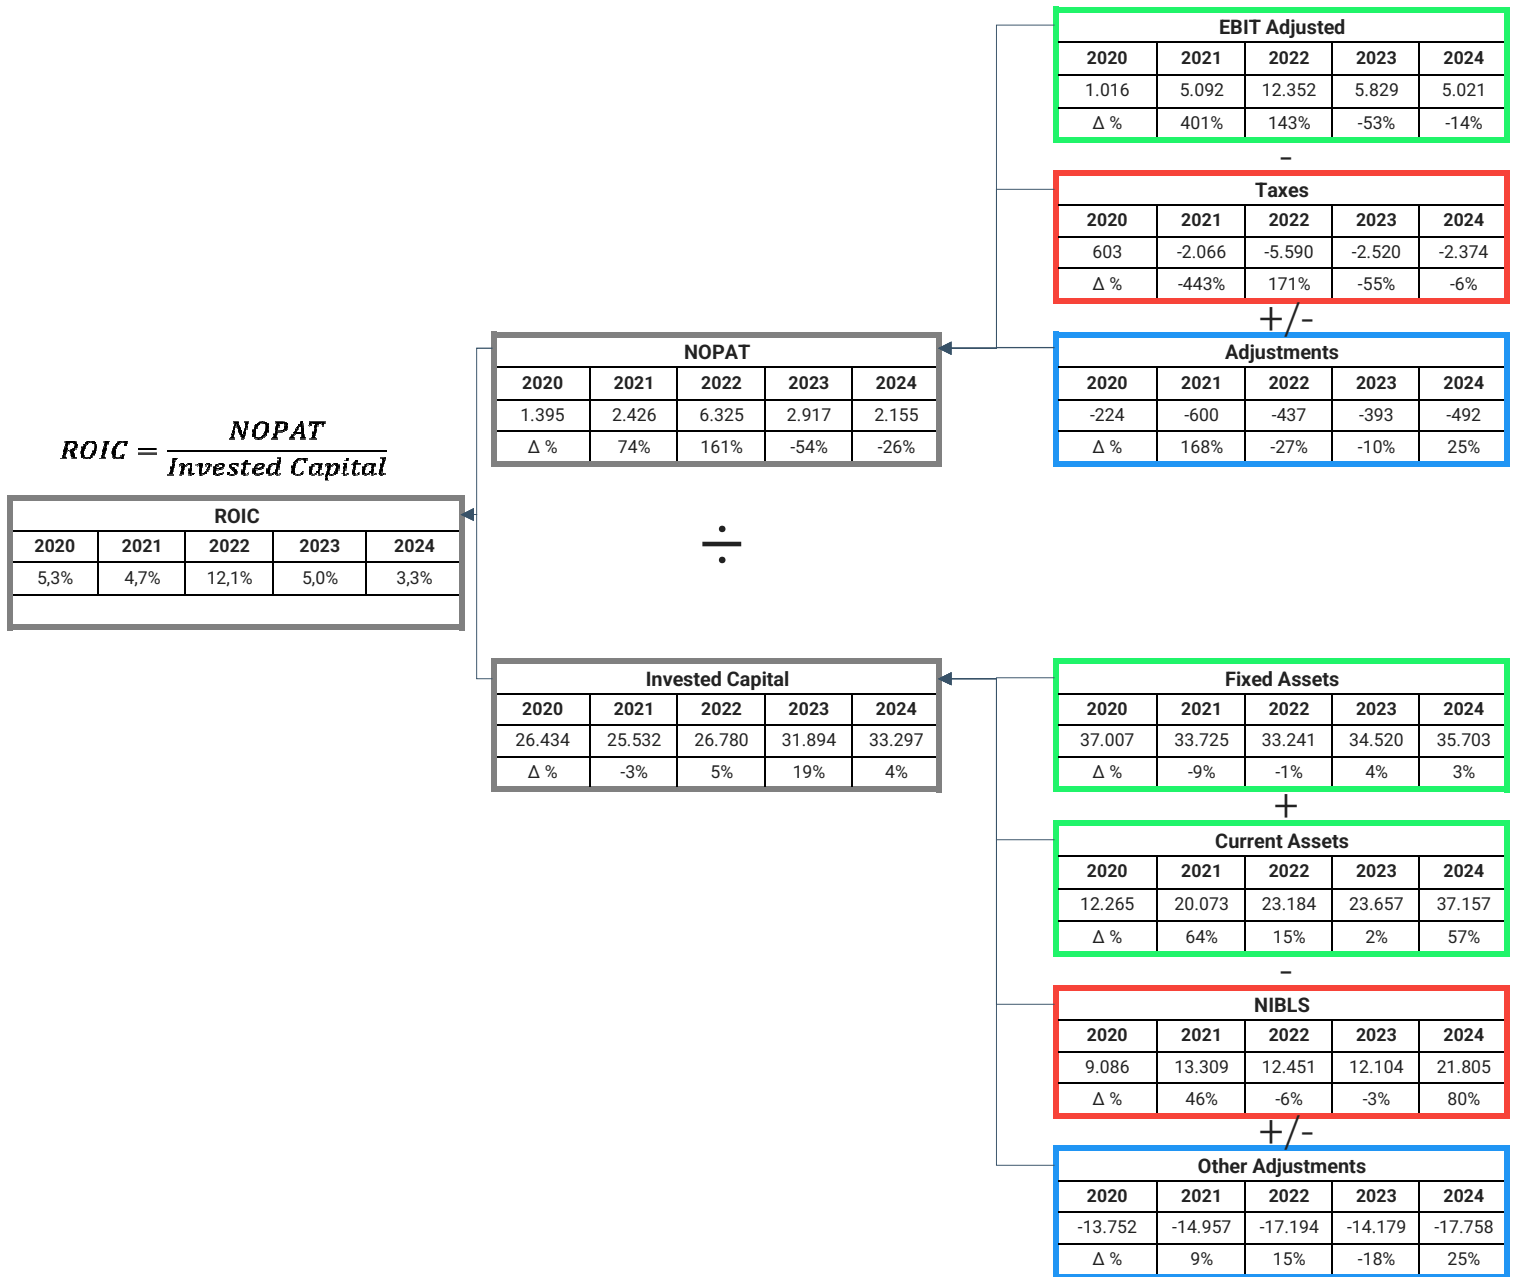 EBIT Adjusted
2020 2021 2022 2023 2024
1.016 5.092 12.352 5.829 5.021
Δ % 401% 143% -53% -14%
-
Taxes
2020 2021 2022 2023 2024
603 -2.066 -5.590 -2.520 -2.374
Δ % -443% 171% -55% -6%
+/-
Adjustments
2020 2021 2022 2023 2024
-224 -600 -437 -393 -492
Δ % 168% -27% -10% 25%
NOPAT
2020 2021 2022 2023 2024
1.395 2.426 6.325 2.917 2.155
Δ % 74% 161% -54% -26%
ROIC = NOPAT / Invested Capital
ROIC
2020 2021 2022 2023 2024
5,3% 4,7% 12,1% 5,0% 3,3%
÷
Invested Capital
2020 2021 2022 2023 2024
26.434 25.532 26.780 31.894 33.297
Δ % -3% 5% 19% 4%
Fixed Assets
2020 2021 2022 2023 2024
37.007 33.725 33.241 34.520 35.703
Δ % -9% -1% 4% 3%
+
Current Assets
2020 2021 2022 2023 2024
12.265 20.073 23.184 23.657 37.157
Δ % 64% 15% 2% 57%
-
NIBLS
2020 2021 2022 2023 2024
9.086 13.309 12.451 12.104 21.805
Δ % 46% -6% -3% 80%
+/-
Other Adjustments
2020 2021 2022 2023 2024
-13.752 -14.957 -17.194 -14.179 -17.758
Δ % 9% 15% -18% 25%